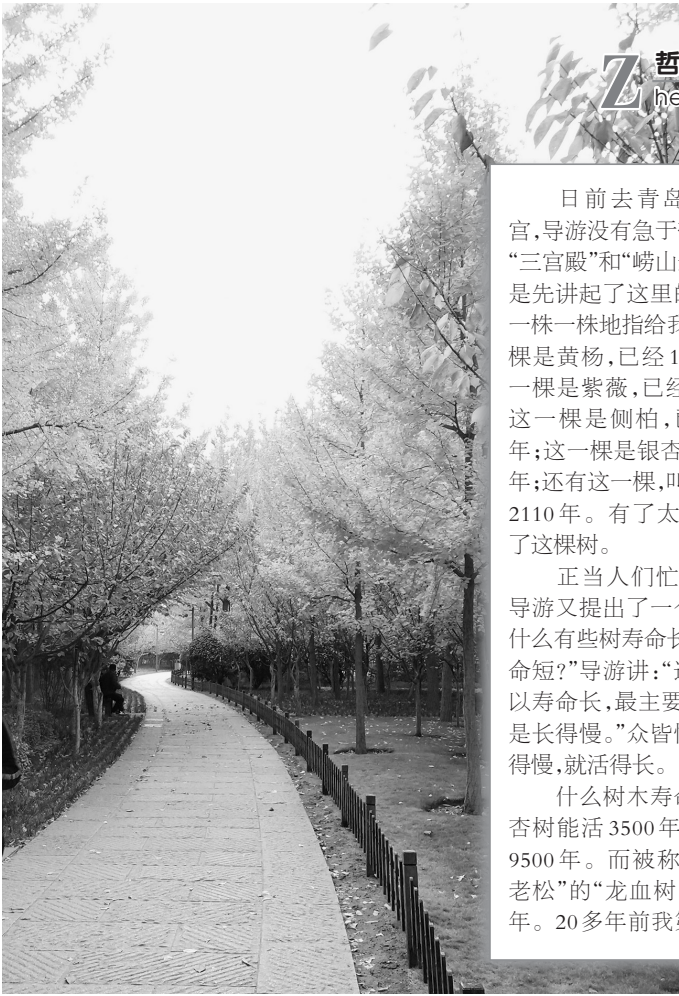 Z 哲
he
日前去青岛
宫，导游没有急于
“三宫殿”和“崂山
是先讲起了这里的
一株一株地指给我
棵是黄杨，已经1
一棵是紫薇，已经
这一棵是侧柏，
年；这一棵是银杏
年；还有这一棵，叫
2110年。有了太
了这棵树。
正当人们忙
导游又提出了一个
什么有些树寿命长
命短？”导游讲：“
以寿命长，最主要
是长得慢。”众皆
得慢，就活得长。
什么树木寿命
杏树能活3500年
9500年。而被称
老松”的“龙血树
年。20多年前我第